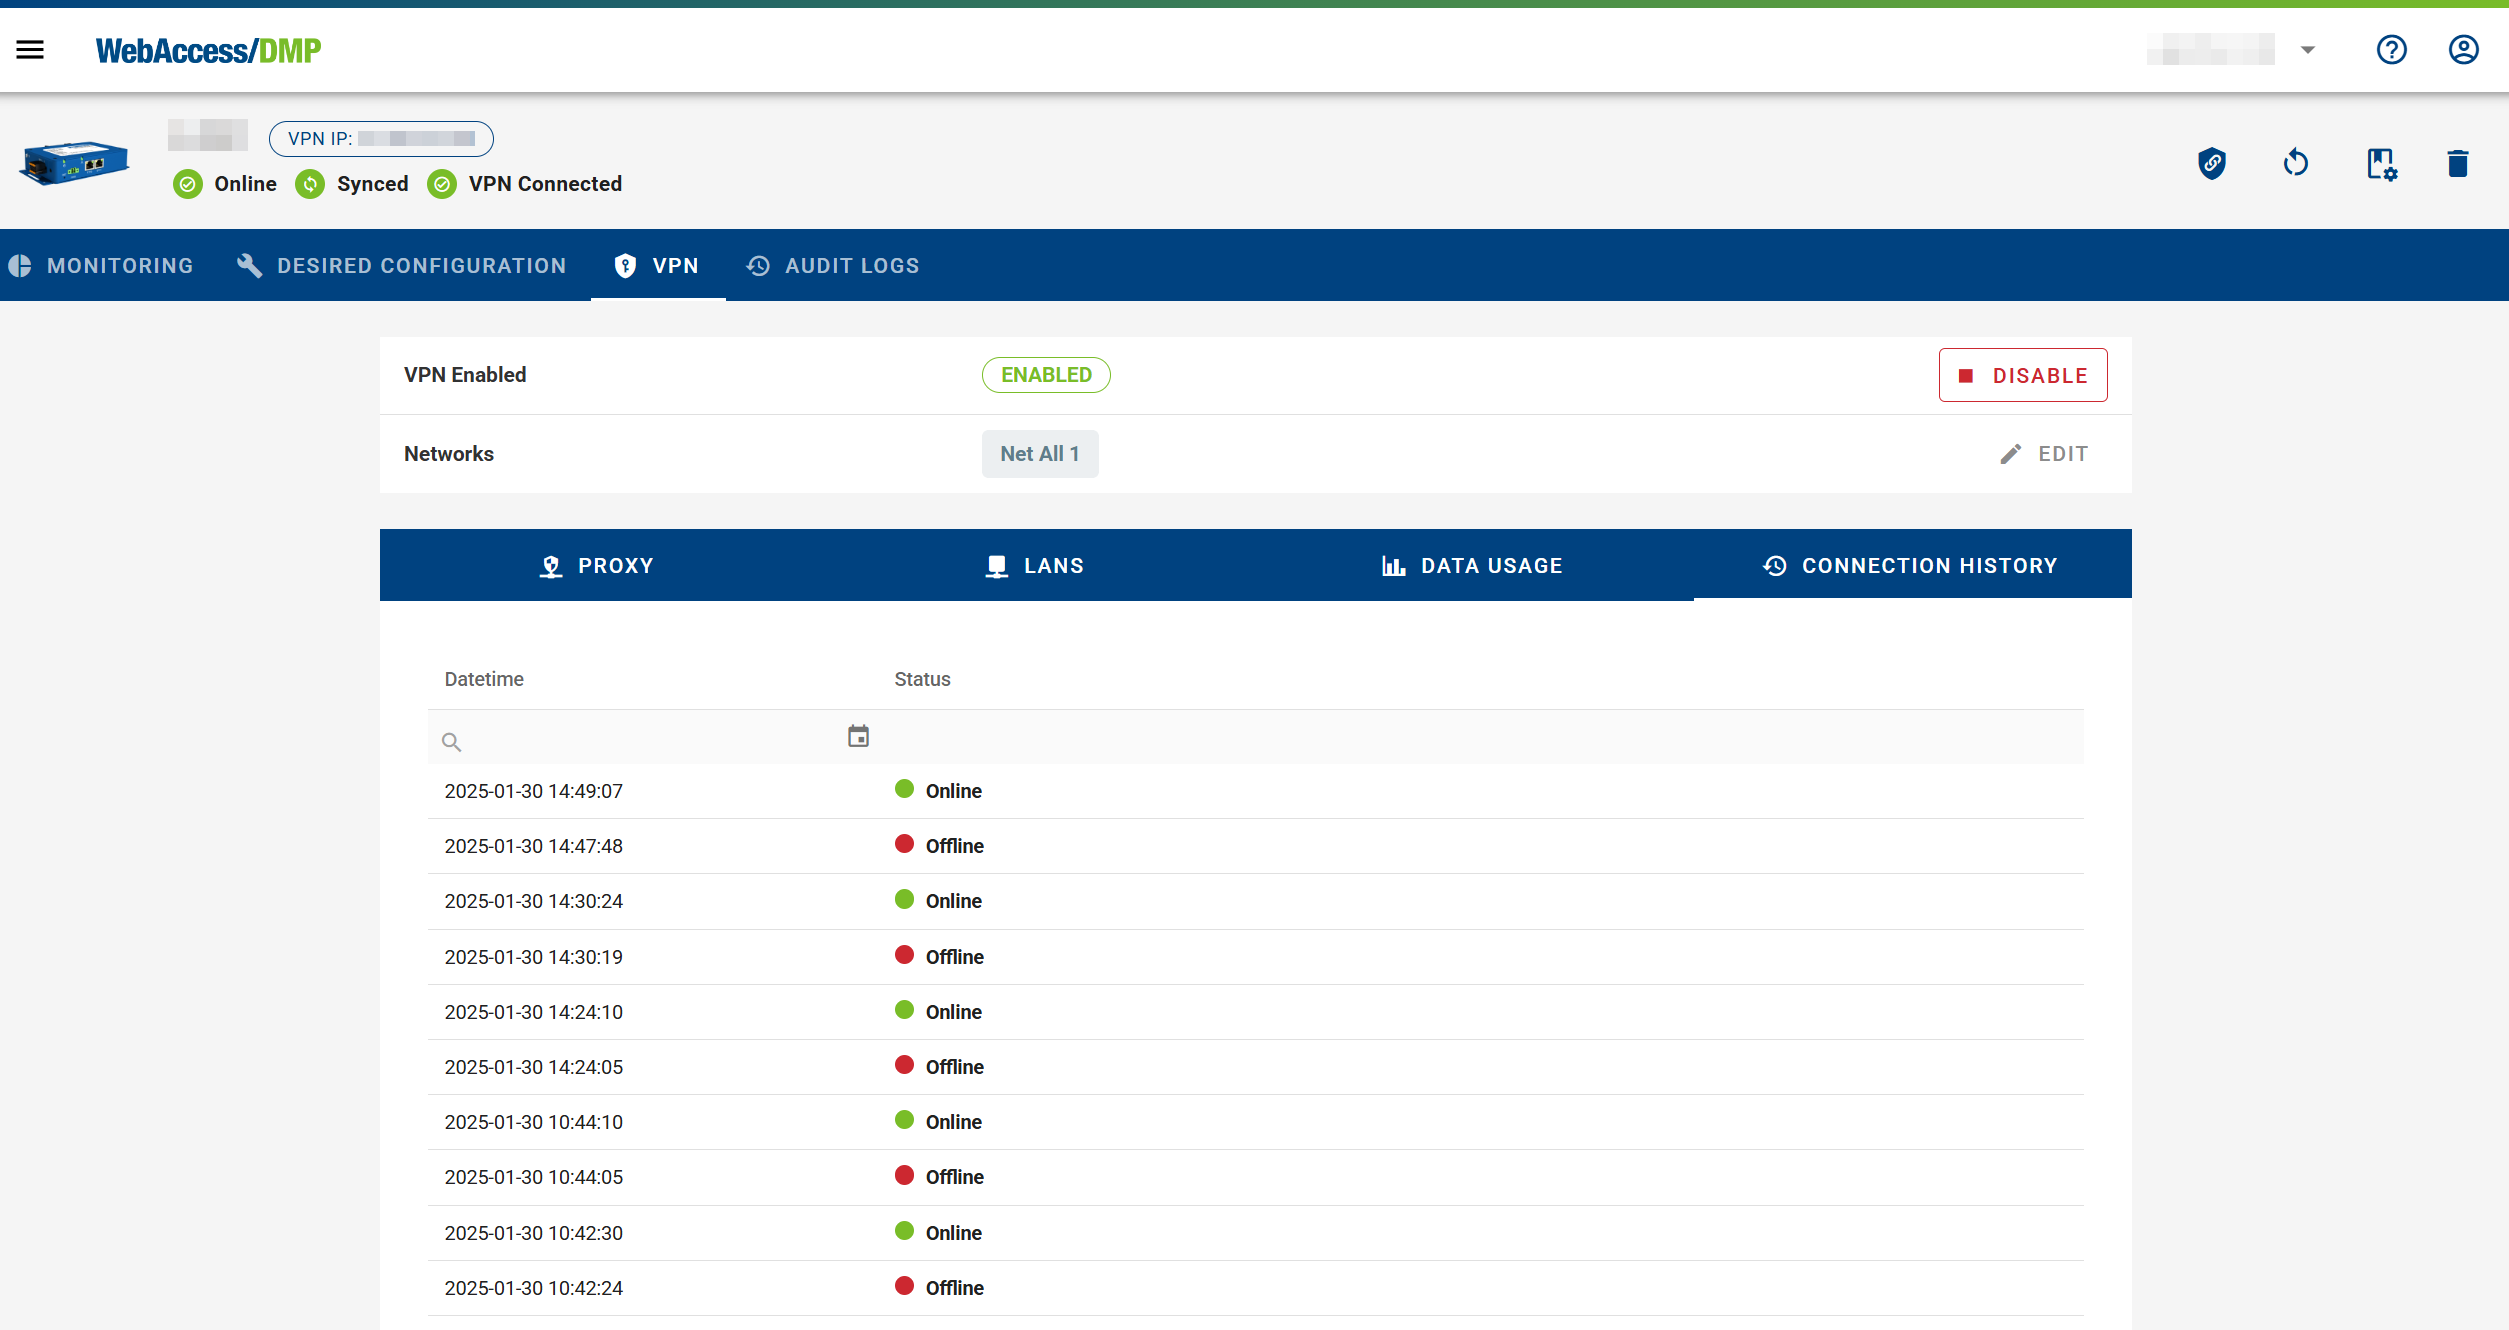 WebAccess/DMP
VPN IP:
Online Synced VPN Connected
MONITORING DESIRED CONFIGURATION VPN AUDIT LOGS
VPN Enabled ENABLED DISABLE
Networks Net All 1 EDIT
PROXY LANS DATA USAGE CONNECTION HISTORY
Datetime Status
2025-01-30 14:49:07 Online
2025-01-30 14:47:48 Offline
2025-01-30 14:30:24 Online
2025-01-30 14:30:19 Offline
2025-01-30 14:24:10 Online
2025-01-30 14:24:05 Offline
2025-01-30 10:44:10 Online
2025-01-30 10:44:05 Offline
2025-01-30 10:42:30 Online
2025-01-30 10:42:24 Offline